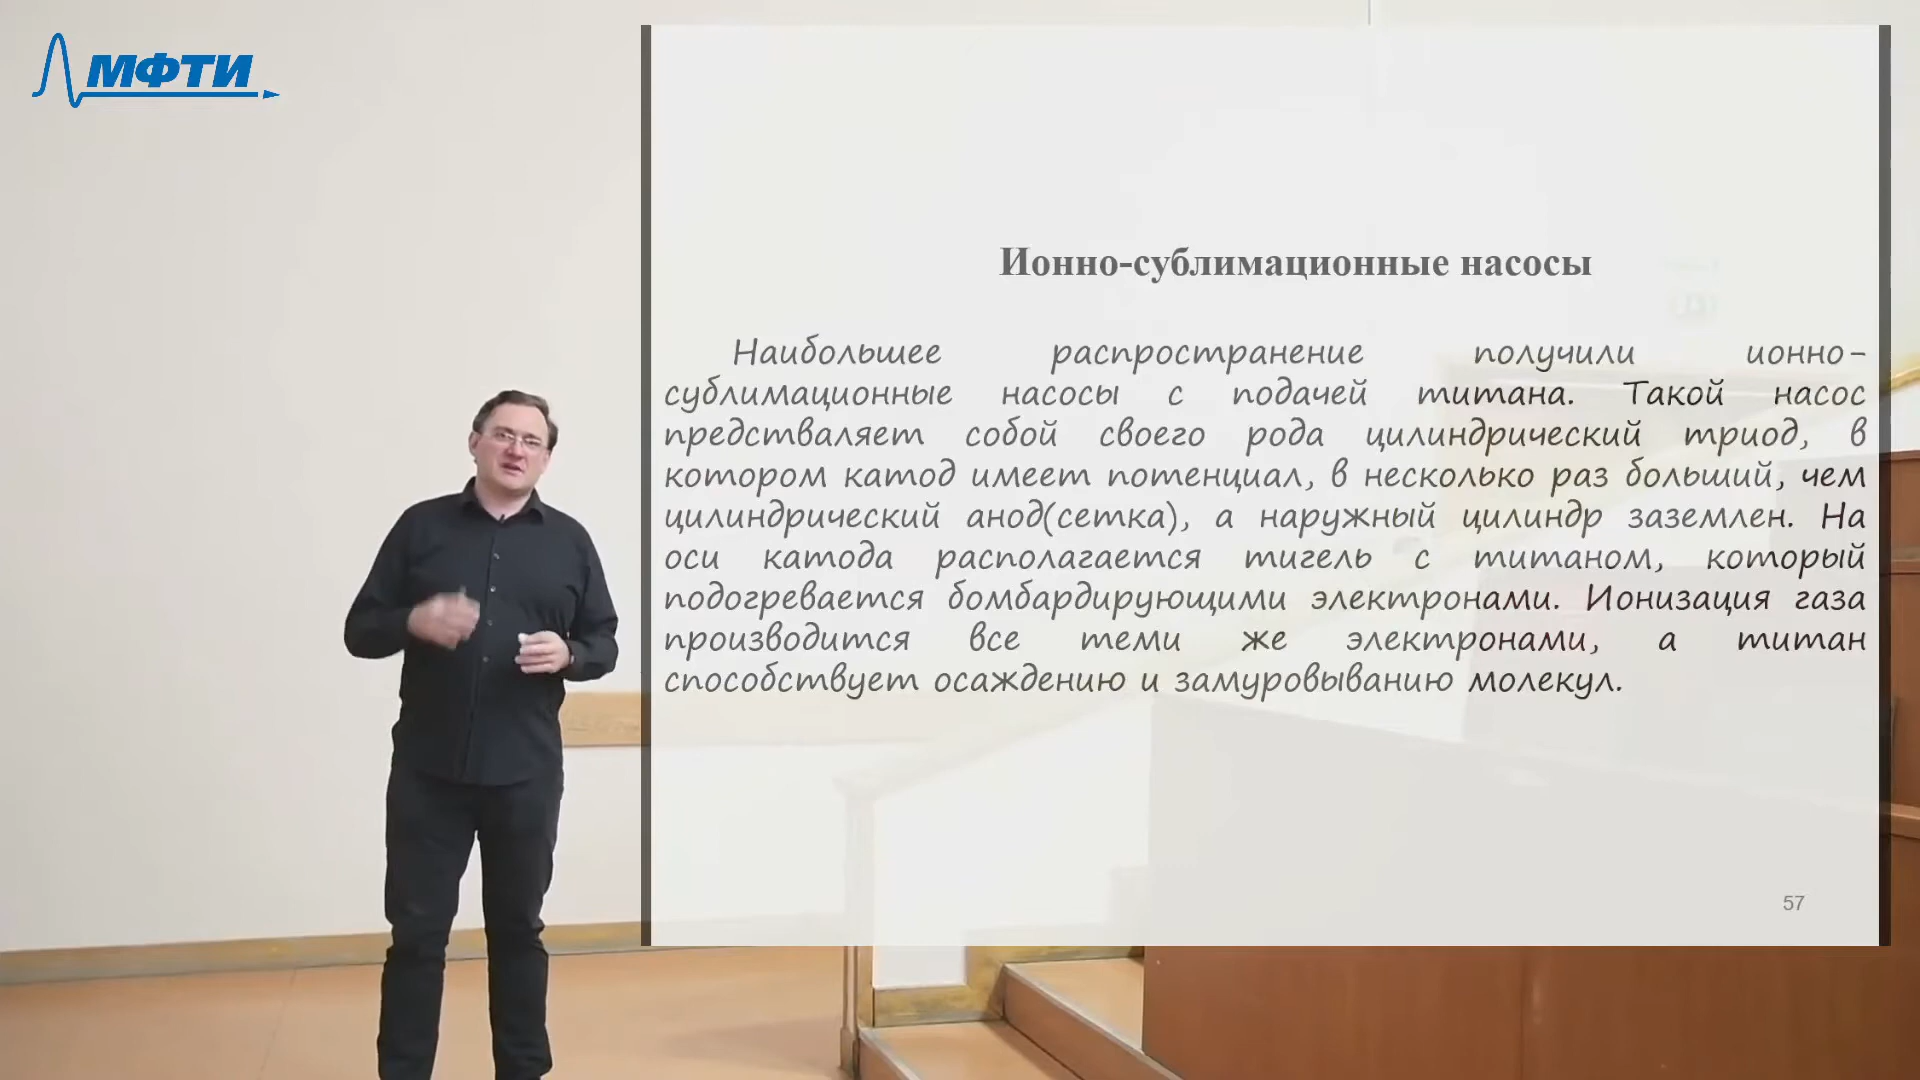 МФТИ
Ионно-сублимационные насосы
Наибольшее распространение получили ионно-
сублимационные насосы с подачей титана. Такой насос
предстваляет собой своего рода цилиндрический триод, в
котором катод имеет потенциал, в несколько раз больший, чем
цилиндрический анод(сетка), а наружный цилиндр заземлен. На
оси катода располагается тигель с титаном, который
подогревается бомбардирующими электронами. Ионизация газа
производится все теми же электронами, а титан
способствует осаждению и замуровыванию молекул.
57